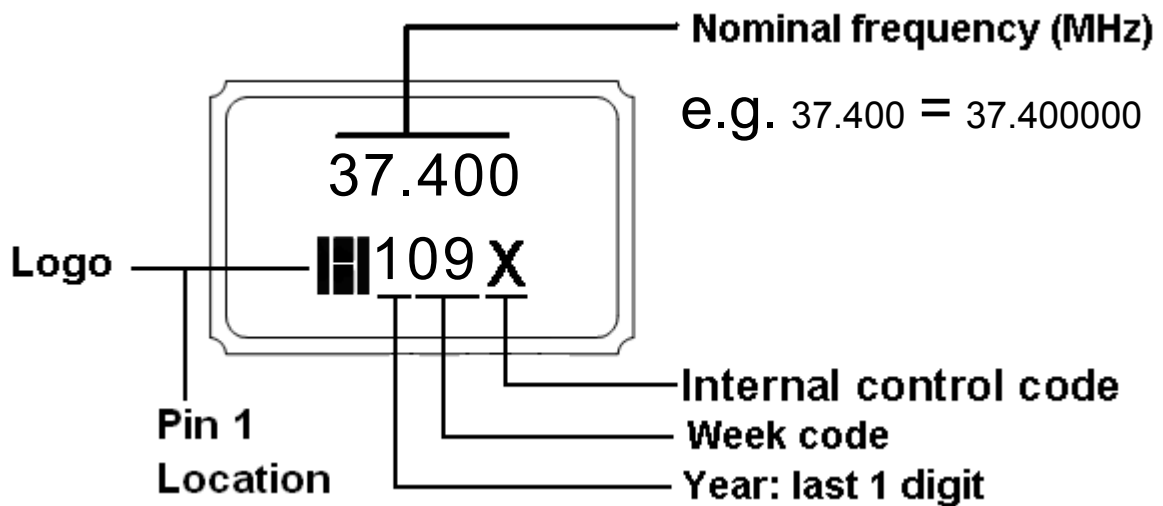 Nominal frequency (MHz)
e.g. 37.400 = 37.400000
37.400
109 X
Logo
Internal control code
Pin 1
Location
Week code
Year: last 1 digit